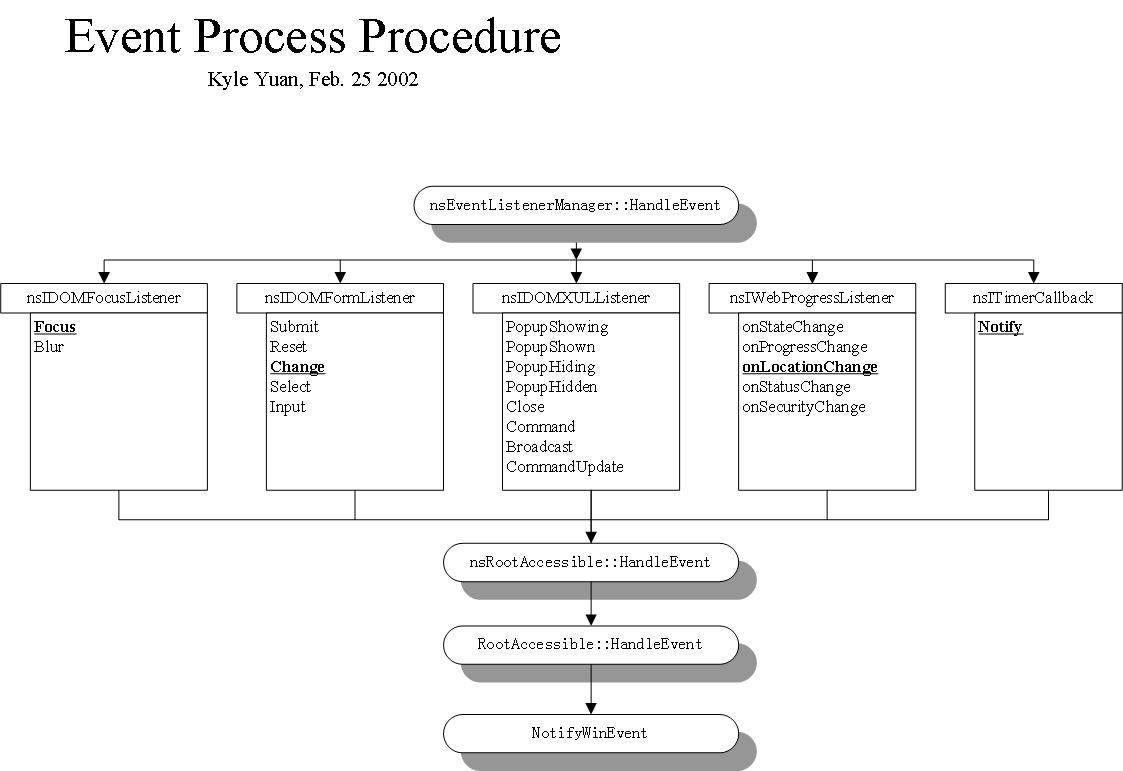 Event Process Procedure
Kyle Yuan, Feb. 25 2002
nsEventListenerManager::HandleEvent
nsIDOMFocusListener
Focus
Blur
nsIDOMFormListener
Submit
Reset
Change
Select
Input
nsIDOMXULListener
PopupShowing
PopupShown
PopupHiding
PopupHidden
Close
Command
Broadcast
CommandUpdate
nsIWebProgressListener
onStateChange
onProgressChange
onLocationChange
onStatusChange
onSecurityChange
nsITimerCallback
Notify
nsRootAccessible::HandleEvent
RootAccessible::HandleEvent
NotifyWinEvent